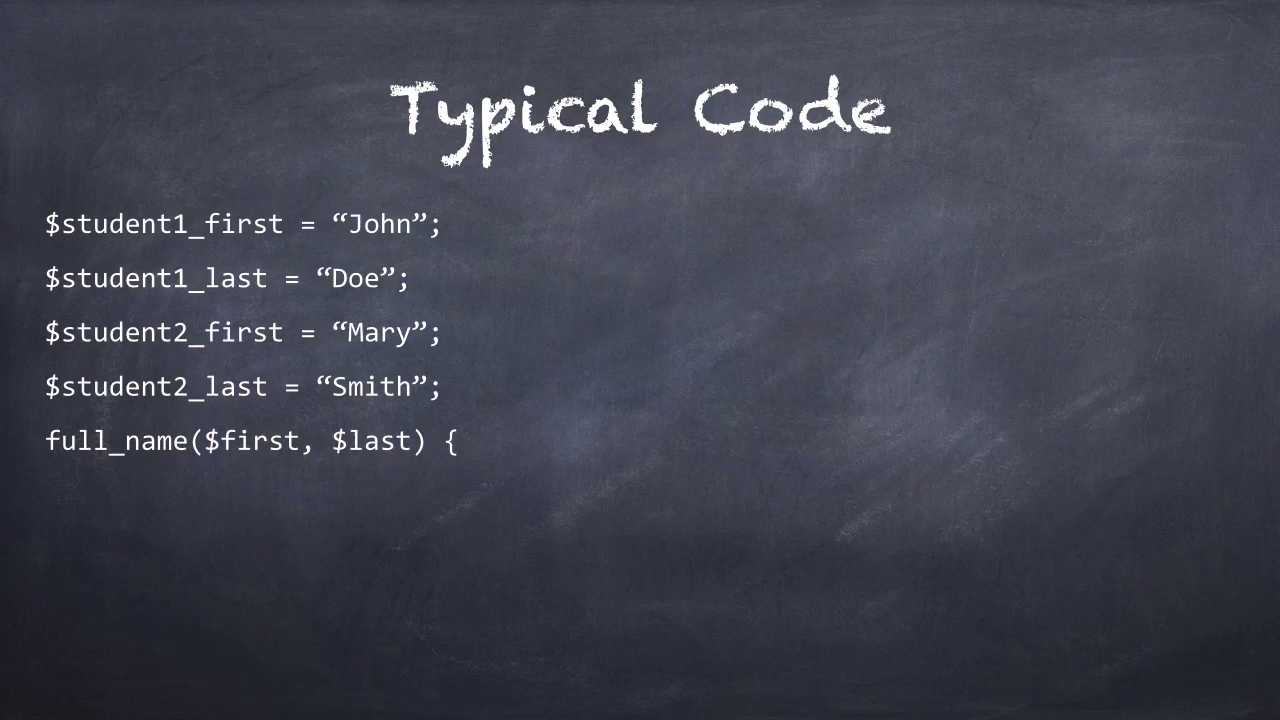 Typical Code
$student1_first = “John”;
$student1_last = “Doe”;
$student2_first = “Mary”;
$student2_last = “Smith”;
full_name($first, $last) {